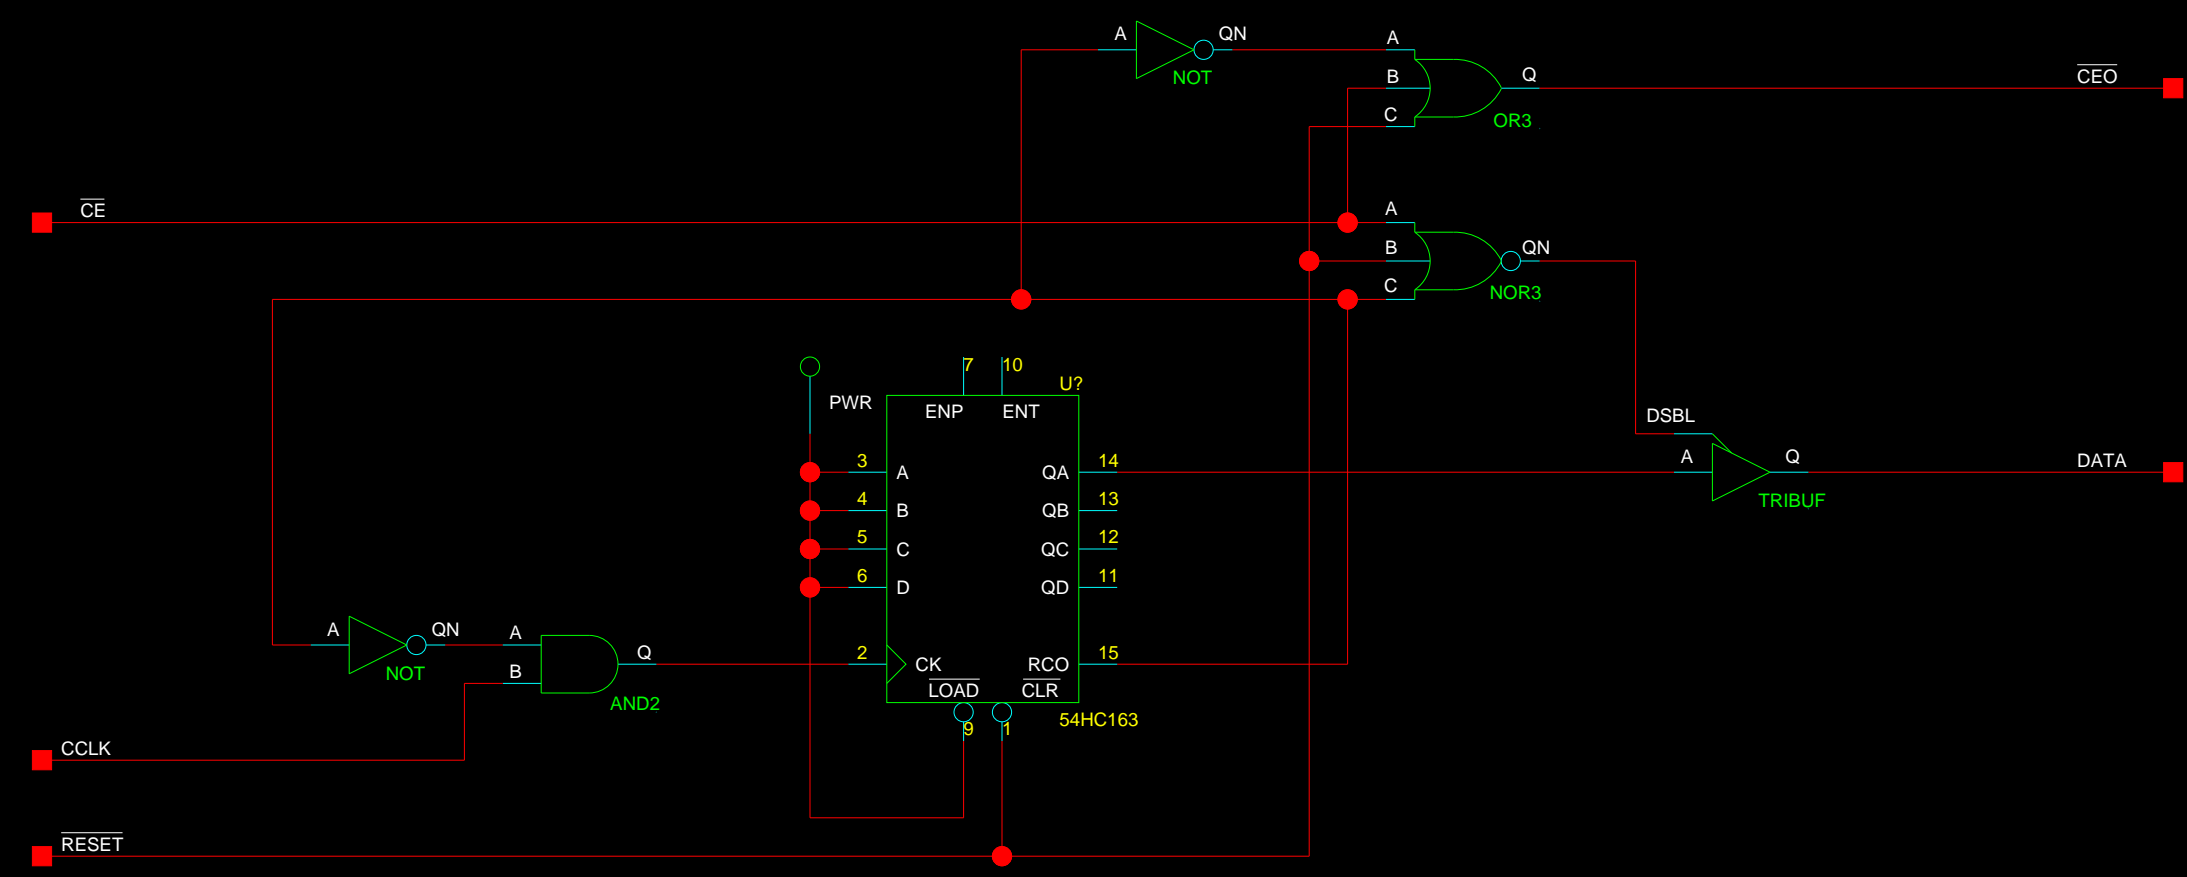 A
QN
NOT
A
B
C
Q
OR3
CEO
CE
A
B
C
QN
NOR3
7
10
U?
PWR
ENP
ENT
DSBL
3
A
QA
14
A
Q
DATA
TRIBUF
4
B
QB
13
5
C
QC
12
6
D
QD
11
A
QN
NOT
A
B
Q
AND2
2
CK
RCO
15
LOAD
CLR
9
1
54HC163
CCLK
RESET